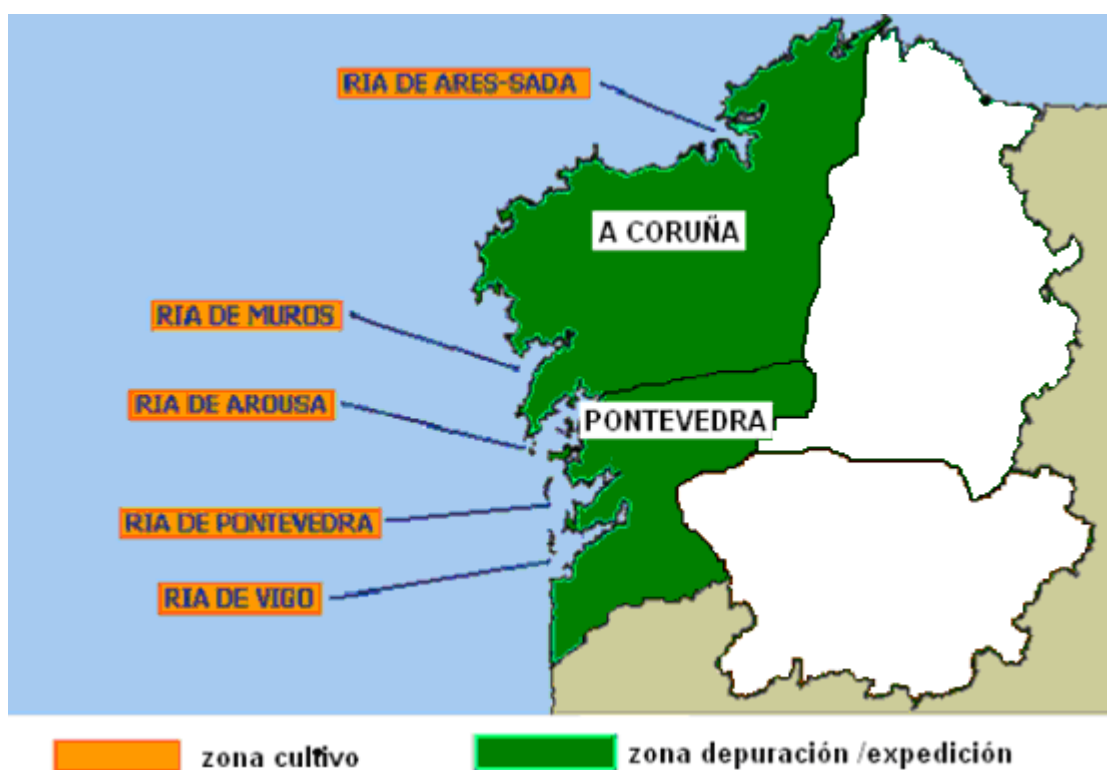 RIA DE ARES-SADA
A CORUÑA
RIA DE MUROS
RIA DE AROUSA
PONTEVEDRA
RIA DE PONTEVEDRA
RIA DE VIGO
zona cultivo
zona depuración /expedición